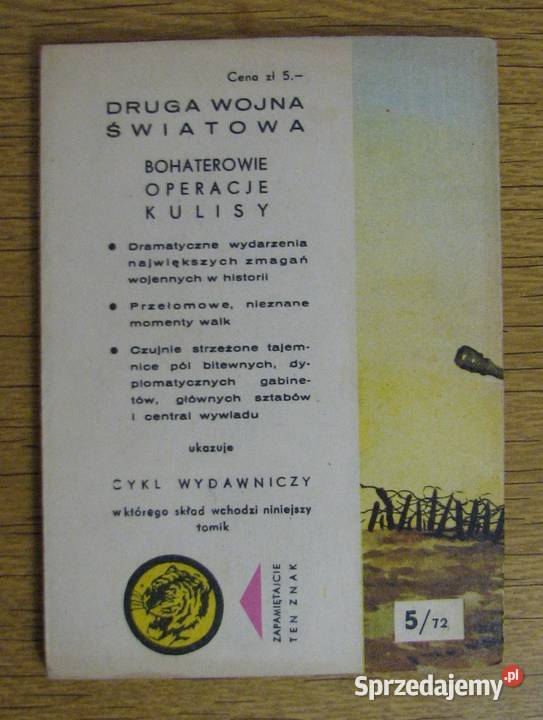 Cena zł 5.—
DRUGA WOJNA
ŚWIATOWA
BOHATEROWIE
OPERACJE
KULISY
● Dramatyczne wydarzenia
największych zmagań
wojennych w historii
● Przełomowe, nieznane
momenty walk
● Czujnie strzeżone tajem-
nice pól bitewnych, dy-
plomatycznych gabine-
tów, głównych sztabów
i central wywiadu
ukazuje
CYKL WYDAWNICZY
w którego skład wchodzi niniejszy
tomik
ZAPAMIĘTAJCIE
TEN ZNAK
5/72
Sprzedajemy.pl